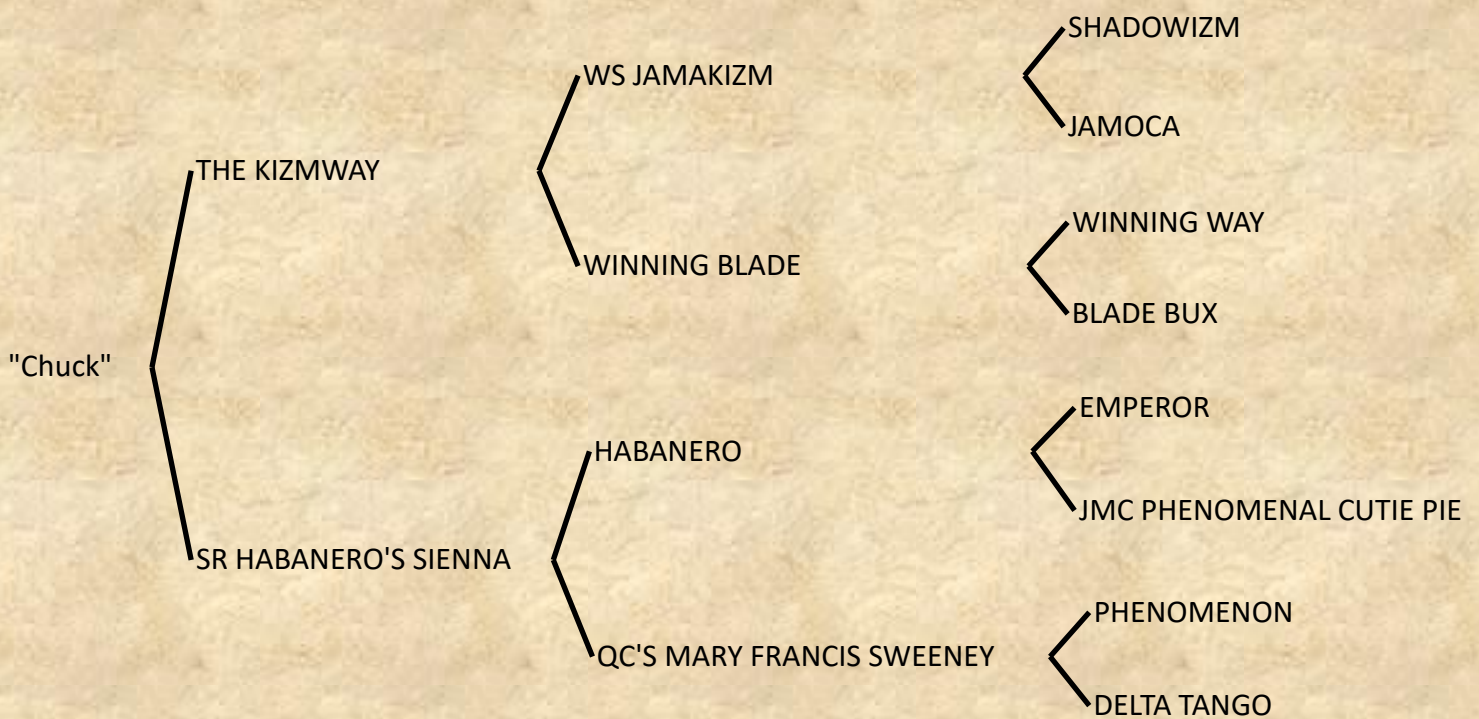 SHADOWIZM
WS JAMAKIZM
JAMOCA
THE KIZMWAY
WINNING WAY
WINNING BLADE
BLADE BUX
"Chuck"
EMPEROR
HABANERO
JMC PHENOMENAL CUTIE PIE
SR HABANERO'S SIENNA
PHENOMENON
QC'S MARY FRANCIS SWEENEY
DELTA TANGO